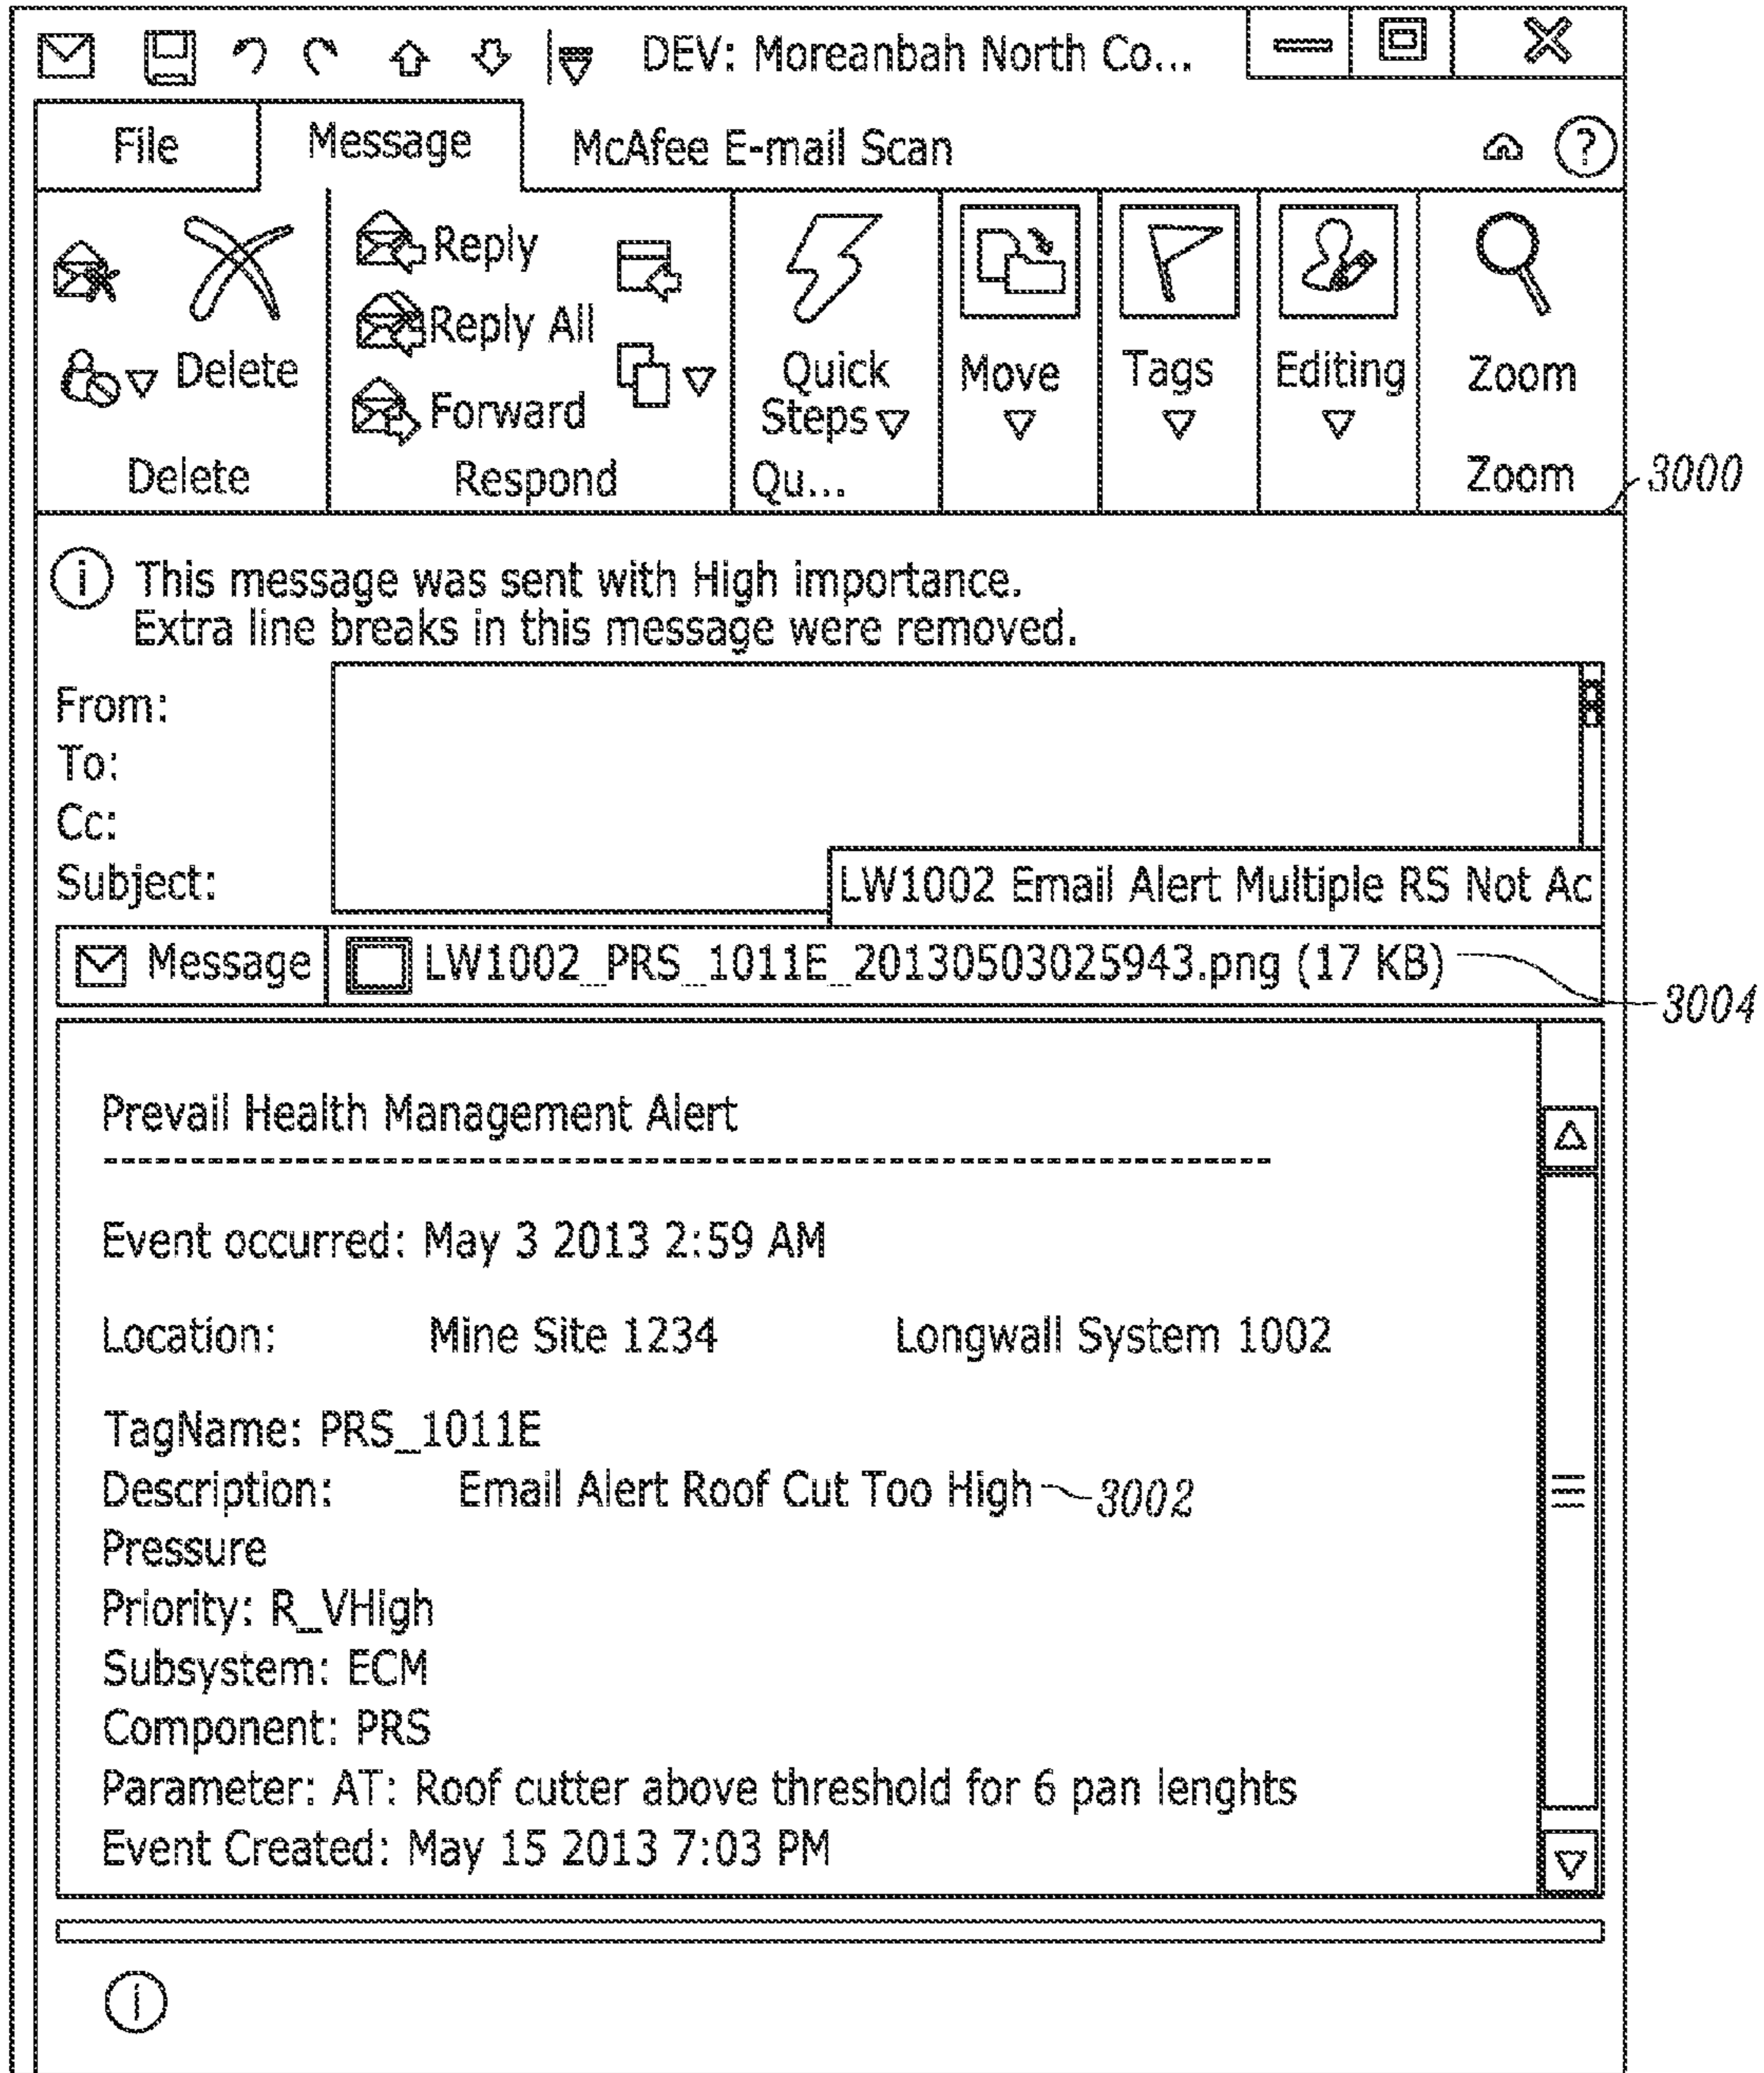 DEV: Moreanbah North Co...
File Message McAfee E-mail Scan ?
Reply
Reply All
Forward
Delete
Quick
Steps
Move
Tags
Editing
Zoom
Delete
Respond
Qu...
Zoom
3000
i This message was sent with High importance.
Extra line breaks in this message were removed.
From:
To:
Cc:
Subject: LW1002 Email Alert Multiple RS Not Ac
Message LW1002_PRS_1011E_20130503025943.png (17 KB)
3004
Prevail Health Management Alert
Event occurred: May 3 2013 2:59 AM
Location: Mine Site 1234 Longwall System 1002
TagName: PRS_1011E
Description: Email Alert Roof Cut Too High 3002
Pressure
Priority: R_VHigh
Subsystem: ECM
Component: PRS
Parameter: AT: Roof cutter above threshold for 6 pan lenghts
Event Created: May 15 2013 7:03 PM
i